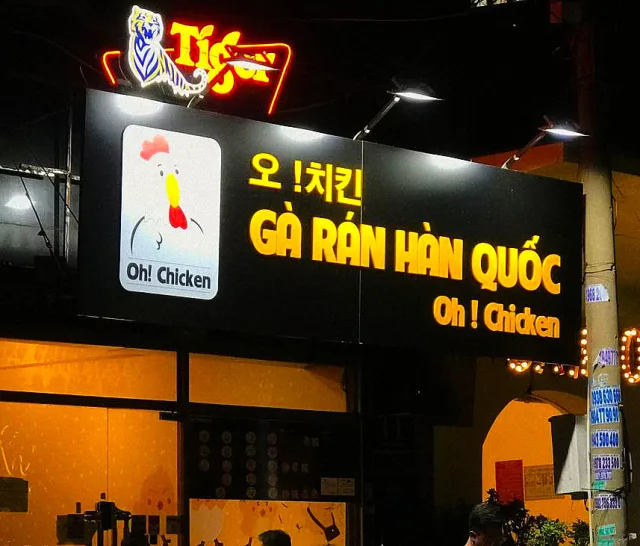 Tiger
오 !치킨
GÀ RÁN HÀN QUỐC
Oh ! Chicken
Oh! Chicken